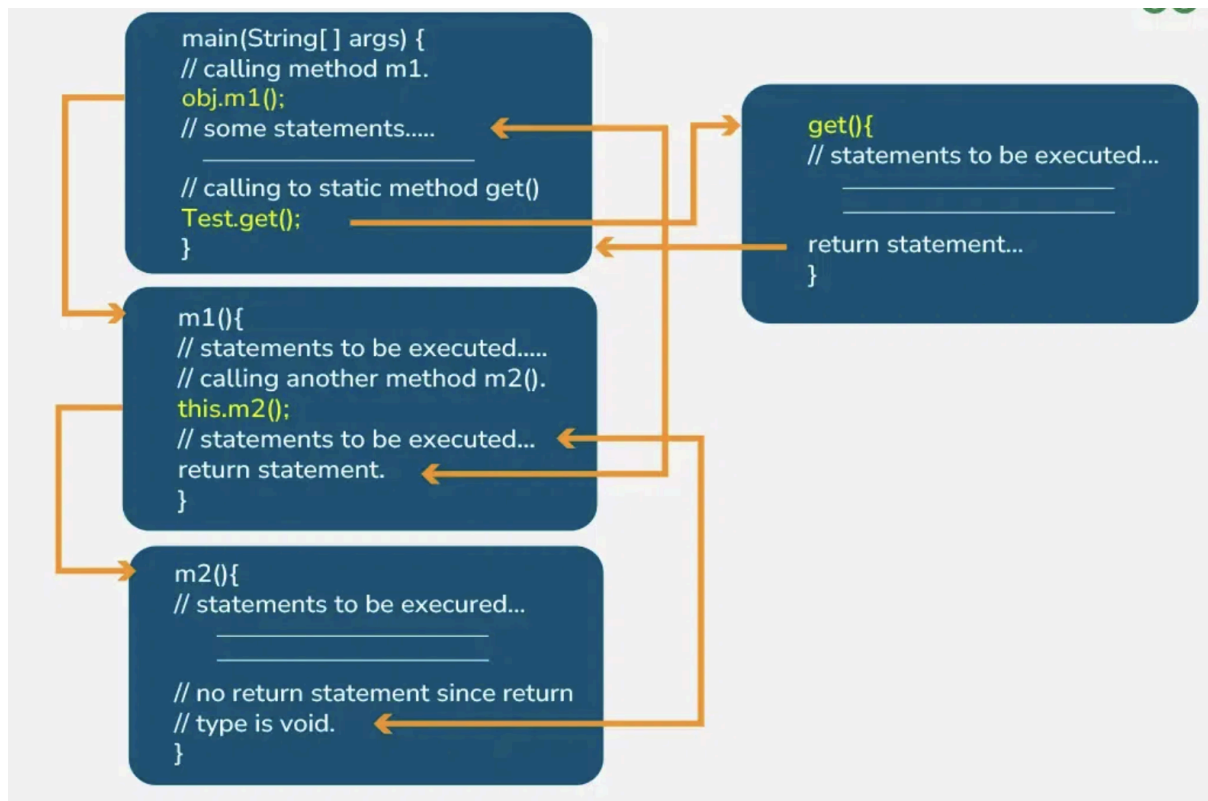 main(String[ ] args) {
// calling method m1.
obj.m1();
// some statements.....
// calling to static method get()
Test.get();
}
get(){
// statements to be executed...
return statement...
}
m1(){
// statements to be executed.....
// calling another method m2().
this.m2();
// statements to be executed...
return statement.
}
m2(){
// statements to be execured...
// no return statement since return
// type is void.
}